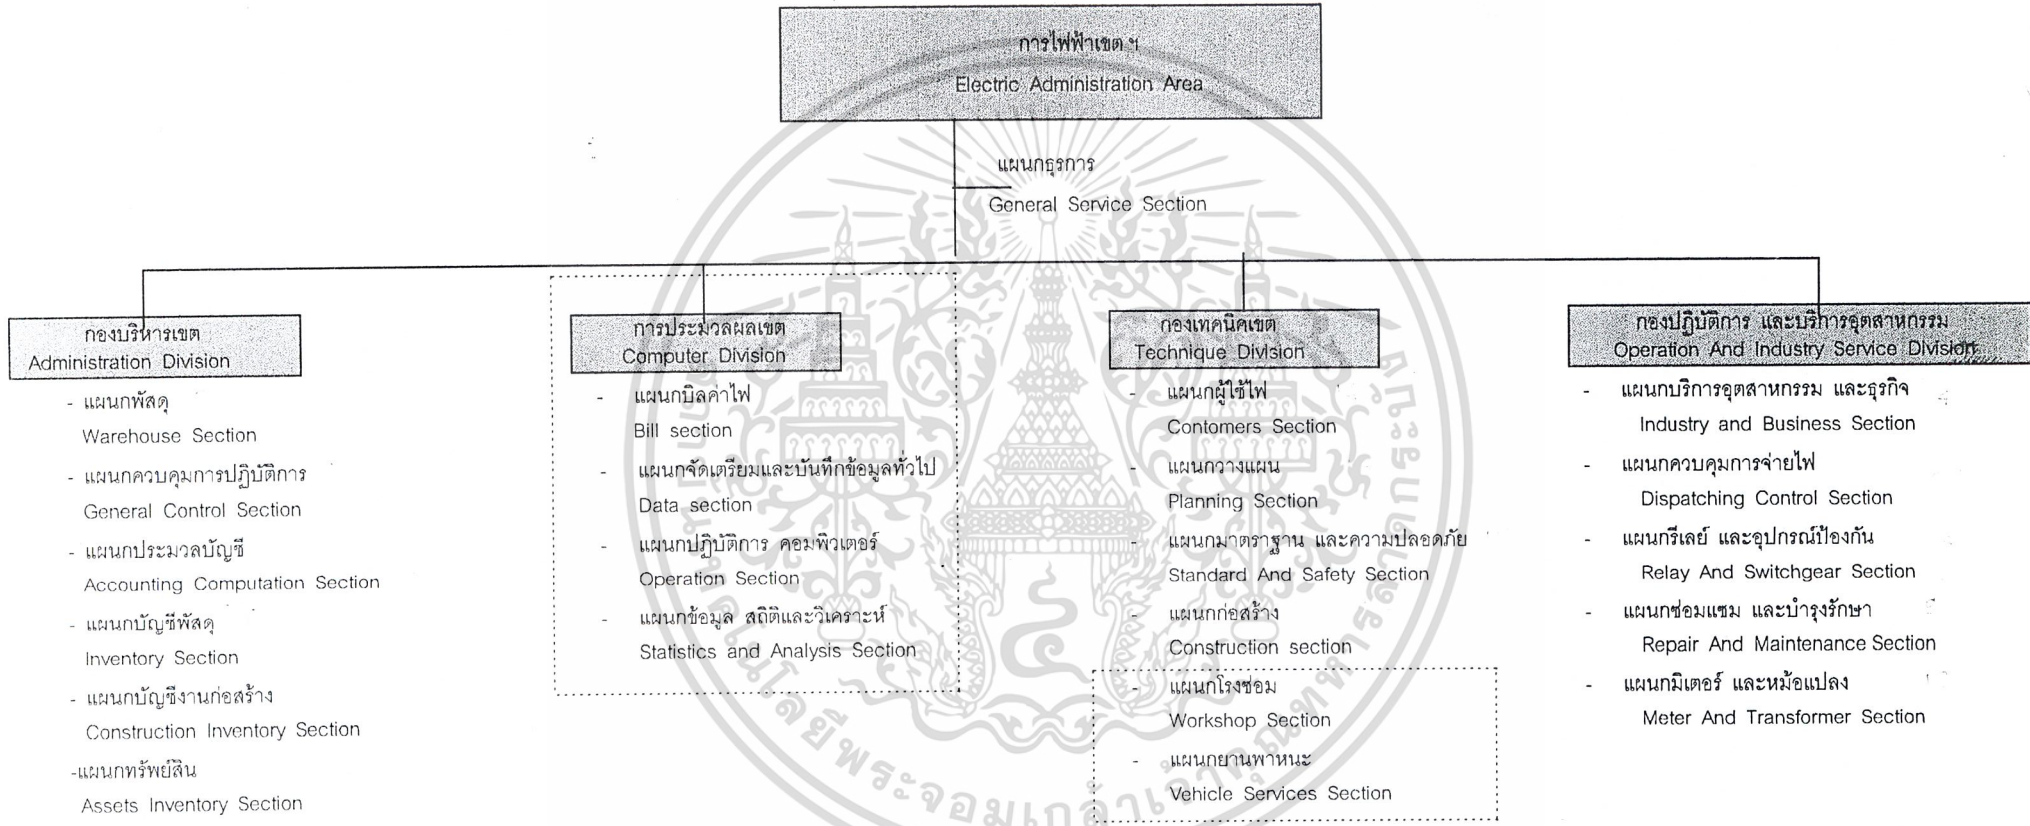 การไฟฟ้าเขต ฯ
Electric Administration Area
แผนกธุรการ
General Service Section
กองบริหารเขต
Administration Division
- แผนกพัสดุ
Warehouse Section
- แผนกควบคุมการปฏิบัติการ
General Control Section
- แผนกประมวลบัญชี
Accounting Computation Section
- แผนกบัญชีพัสดุ
Inventory Section
- แผนกบัญชีงานก่อสร้าง
Construction Inventory Section
-แผนกทรัพย์สิน
Assets Inventory Section
การประมวลผลเขต
Computer Division
- แผนกบิลค่าไฟ
Bill section
- แผนกจัดเตรียมและบันทึกข้อมูลทั่วไป
Data section
- แผนกปฏิบัติการ คอมพิวเตอร์
Operation Section
- แผนกข้อมูล สถิติและวิเคราะห์
Statistics and Analysis Section
กองเทคนิคเขต
Technique Division
- แผนกผู้ใช้ไฟ
Contomers Section
- แผนกวางแผน
Planning Section
- แผนกมาตราฐาน และความปลอดภัย
Standard And Safety Section
- แผนกก่อสร้าง
Construction section
- แผนกโรงซ่อม
Workshop Section
- แผนกยานพาหนะ
Vehicle Services Section
กองปฏิบัติการ และบริการอุตสาหกรรม
Operation And Industry Service Division
- แผนกบริการอุตสาหกรรม และธุรกิจ
Industry and Business Section
- แผนกควบคุมการจ่ายไฟ
Dispatching Control Section
- แผนกรีเลย์ และอุปกรณ์ป้องกัน
Relay And Switchgear Section
- แผนกซ่อมแซม และบำรุงรักษา
Repair And Maintenance Section
- แผนกมิเตอร์ และหม้อแปลง
Meter And Transformer Section